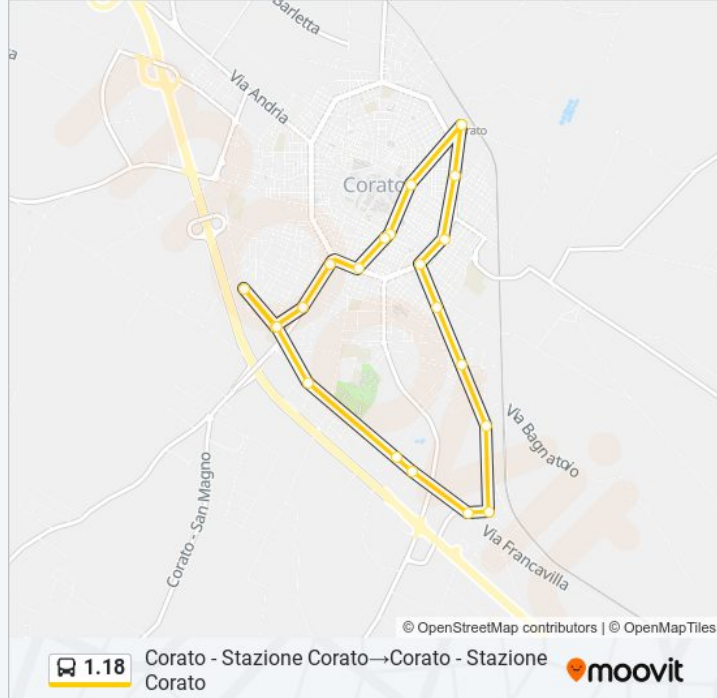 Barletta
a
Via Andria
rato
Corato
Via Bagnatoio
Corato - San Magno
Via Francavilla
© OpenStreetMap contributors | © OpenMapTiles
1.18
Corato - Stazione Corato→Corato - Stazione
Corato
moovit